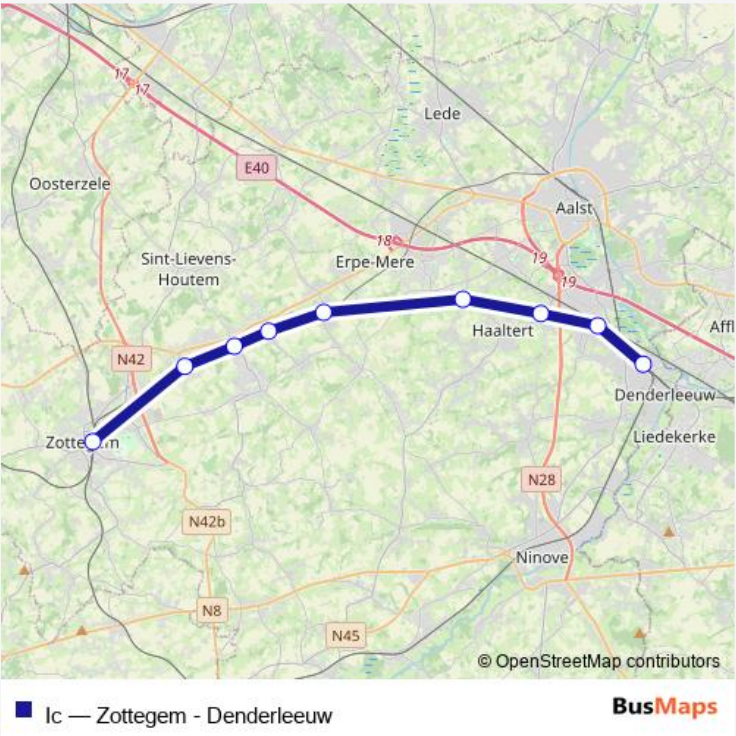 17
17
Lede
E40
Oosterzele
Aalst
18
Erpe-Mere
Sint-Lievens-
Houtem
19
19
Affl
Haaltert
N42
Denderleeuw
Zottegem
Liedekerke
N28
N42b
Ninove
N8
N45
© OpenStreetMap contributors
Ic — Zottegem - Denderleeuw
BusMaps